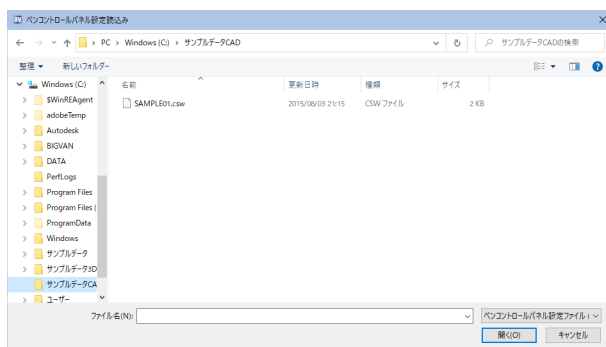 BV ペンコントロールパネル設定読込み
PC > Windows (C:) > サンプルデータCAD
サンプルデータCADの検索
整理 新しいフォルダー
Windows (C:)
$WinREAgent
adobeTemp
Autodesk
BIGVAN
DATA
PerfLogs
Program Files
Program Files (
ProgramData
Windows
サンプルデータ
サンプルデータ3D
サンプルデータCA
ユーザー
名前 更新日時 種類 サイズ
SAMPLE01.csw 2015/08/03 21:15 CSW ファイル 2 KB
ファイル名(N):
ペンコントロールパネル設定ファイル (
開く(O) キャンセル